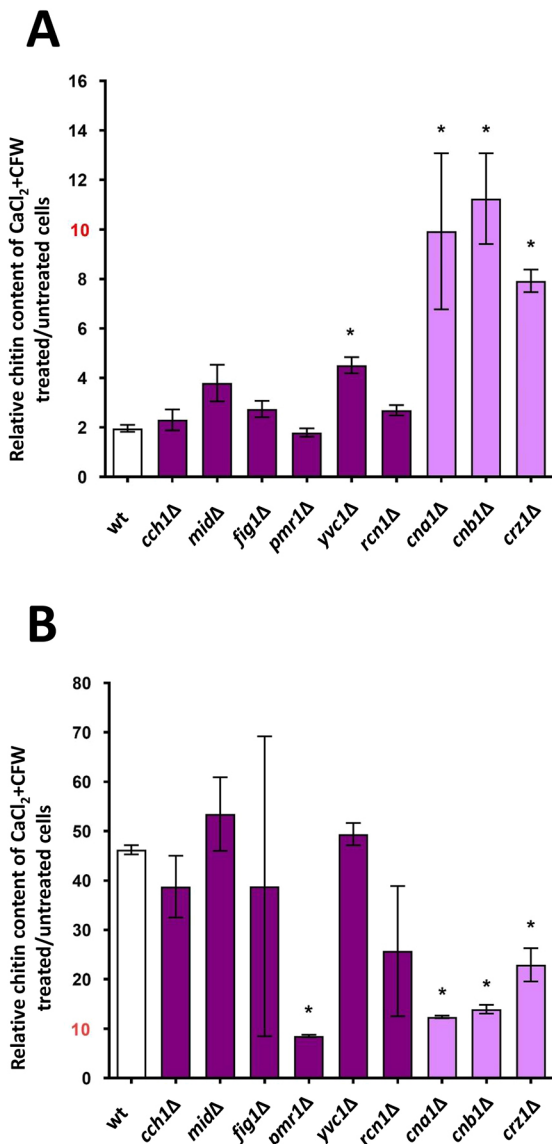 A
Relative chitin content of CaCl₂+CFW
treated/untreated cells
16
14
12
10
8
6
4
2
0
*
*
*
*
wt
cch1Δ
midΔ
fig1Δ
pmr1Δ
yvc1Δ
rcn1Δ
cna1Δ
cnb1Δ
crz1Δ
B
Relative chitin content of CaCl₂+CFW
treated/untreated cells
80
70
60
50
40
30
20
10
0
*
*
*
*
wt
cch1Δ
midΔ
fig1Δ
pmr1Δ
yvc1Δ
rcn1Δ
cna1Δ
cnb1Δ
crz1Δ